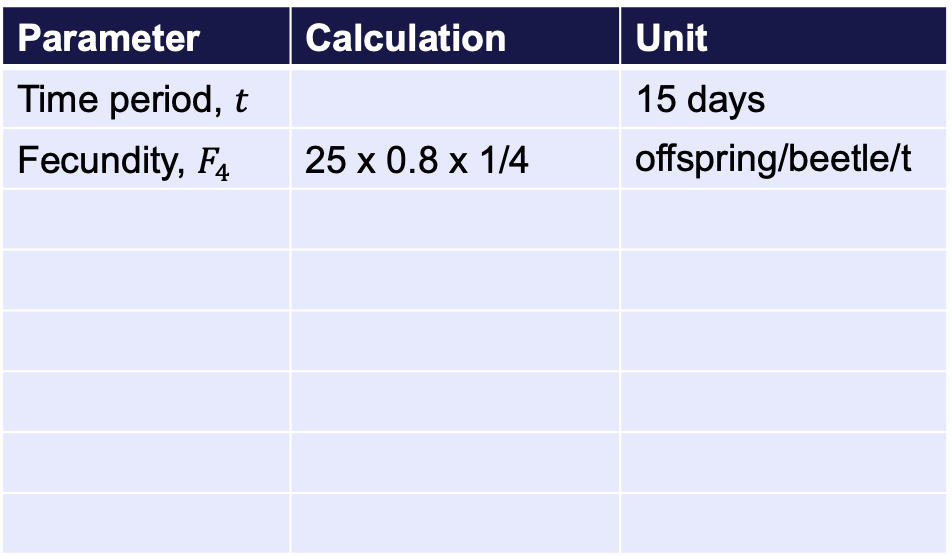 Parameter Calculation Unit
Time period, t 15 days
Fecundity, F₄ 25 x 0.8 x 1/4 offspring/beetle/t